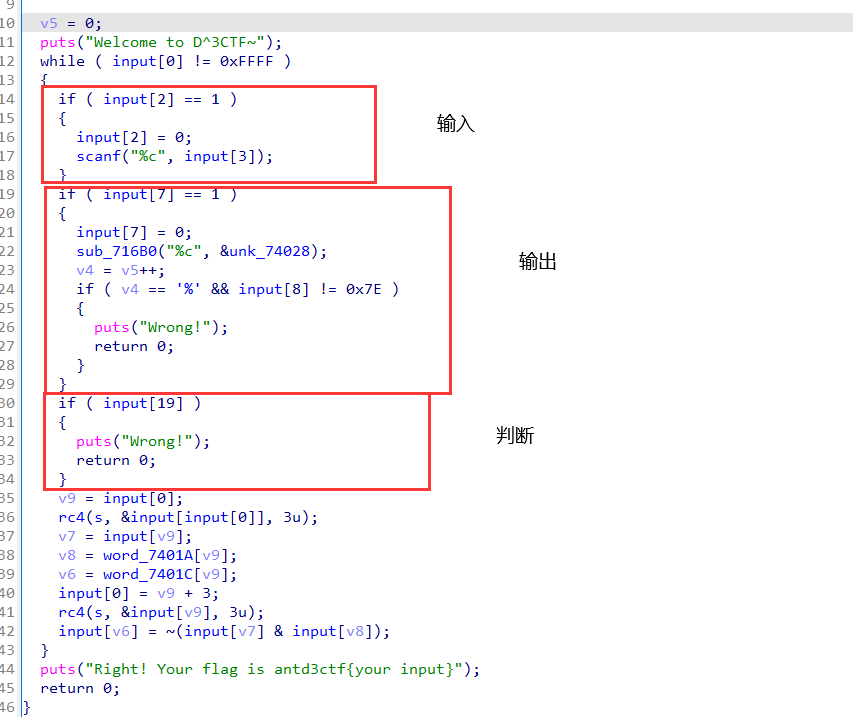 9
10 v5 = 0;
11 puts("Welcome to D^3CTF~");
12 while ( input[0] != 0xFFFF )
13 {
14 if ( input[2] == 1 )
15 {
16 input[2] = 0;
17 scanf("%c", input[3]);
18 }
19 if ( input[7] == 1 )
20 {
21 input[7] = 0;
22 sub_716B0("%c", &unk_74028);
23 v4 = v5++;
24 if ( v4 == '%' && input[8] != 0x7E )
25 {
26 puts("Wrong!");
27 return 0;
28 }
29 }
30 if ( input[19] )
31 {
32 puts("Wrong!");
33 return 0;
34 }
35 v9 = input[0];
36 rc4(s, &input[input[0]], 3u);
37 v7 = input[v9];
38 v8 = word_7401A[v9];
39 v6 = word_7401C[v9];
40 input[0] = v9 + 3;
41 rc4(s, &input[v9], 3u);
42 input[v6] = ~(input[v7] & input[v8]);
43 }
44 puts("Right! Your flag is antd3ctf{your input}");
45 return 0;
46 }
输入
输出
判断